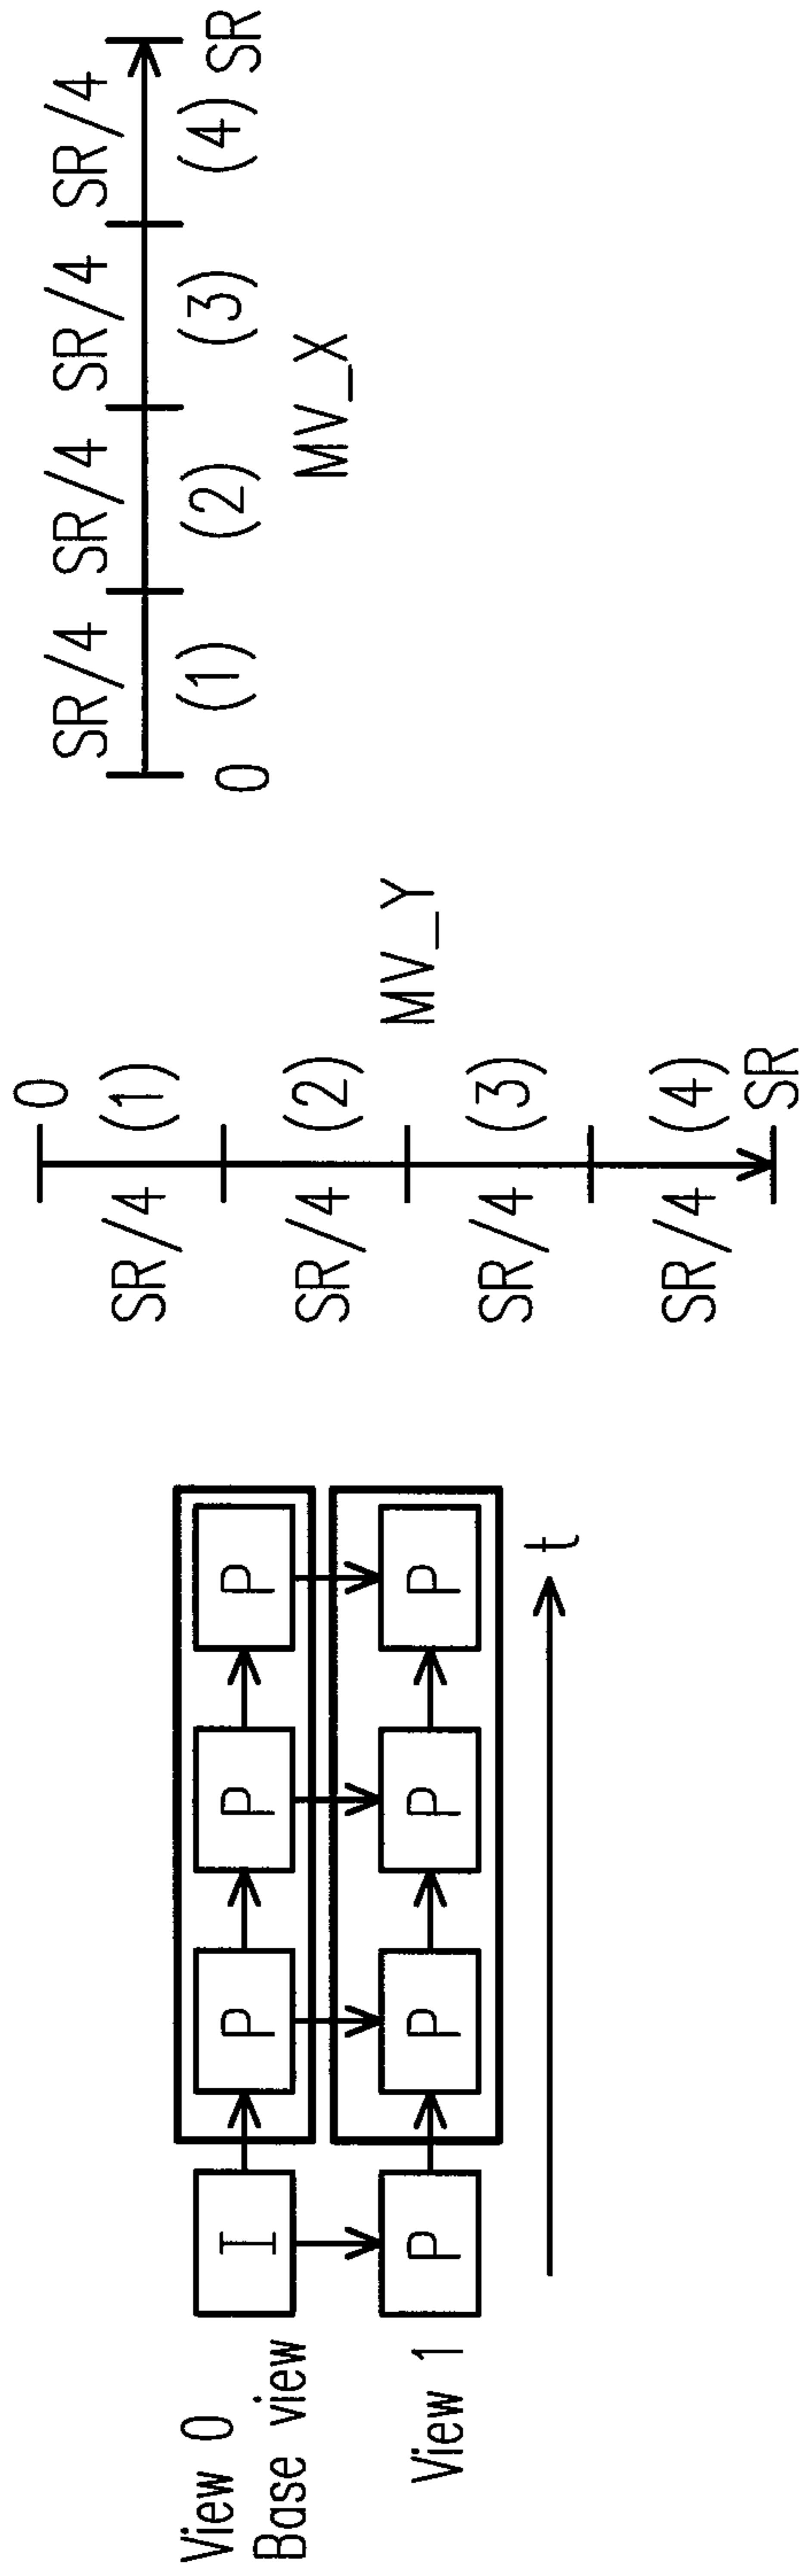 View 0
Base view
I
P
P
P
View 1
P
P
P
P
t
0
SR/4
(1)
SR/4
(2)
SR/4
(3)
SR/4
(4)
SR
MV_Y
SR/4
SR/4
SR/4
SR/4
0
(1)
(2)
(3)
(4)
SR
MV_X